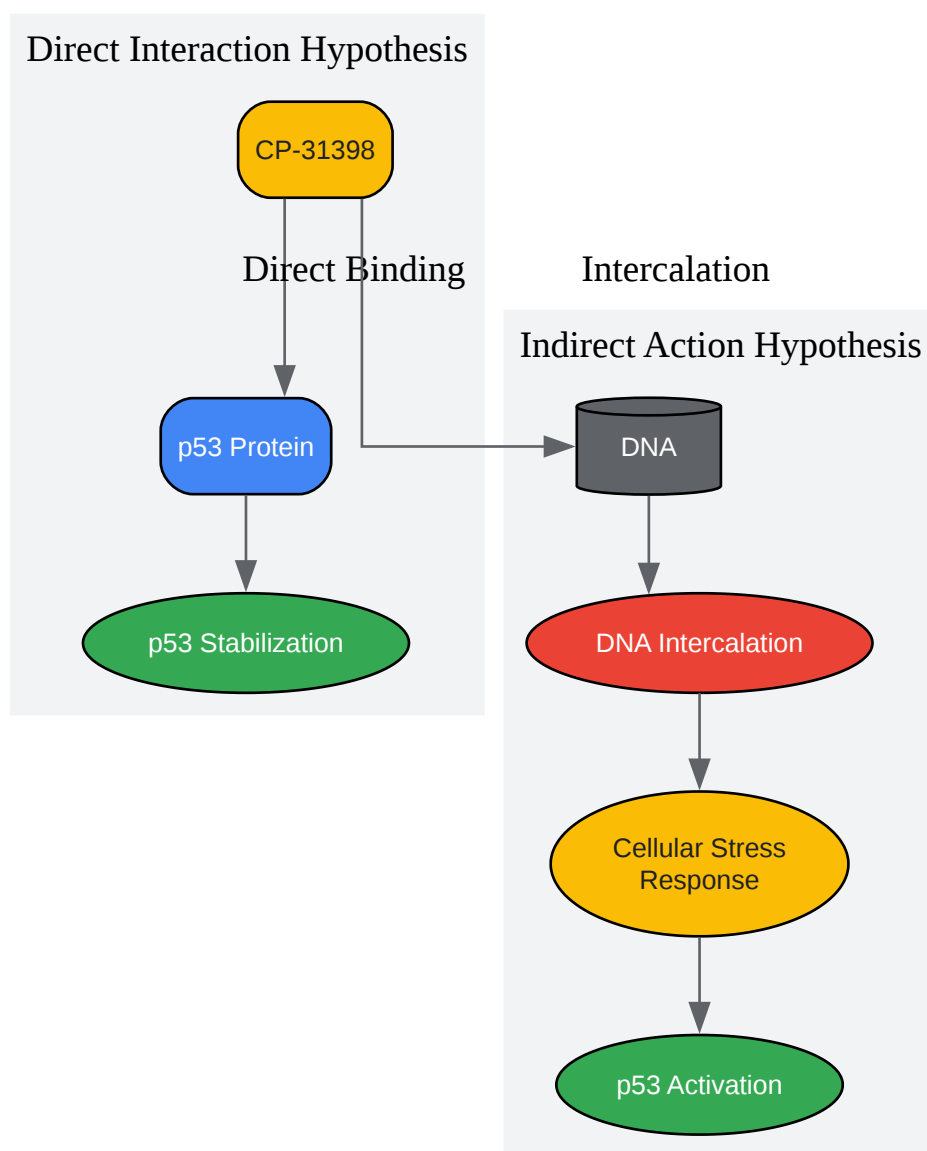 Direct Interaction Hypothesis
CP-31398
Direct Binding
Intercalation
Indirect Action Hypothesis
p53 Protein
DNA
p53 Stabilization
DNA Intercalation
Cellular Stress
Response
p53 Activation